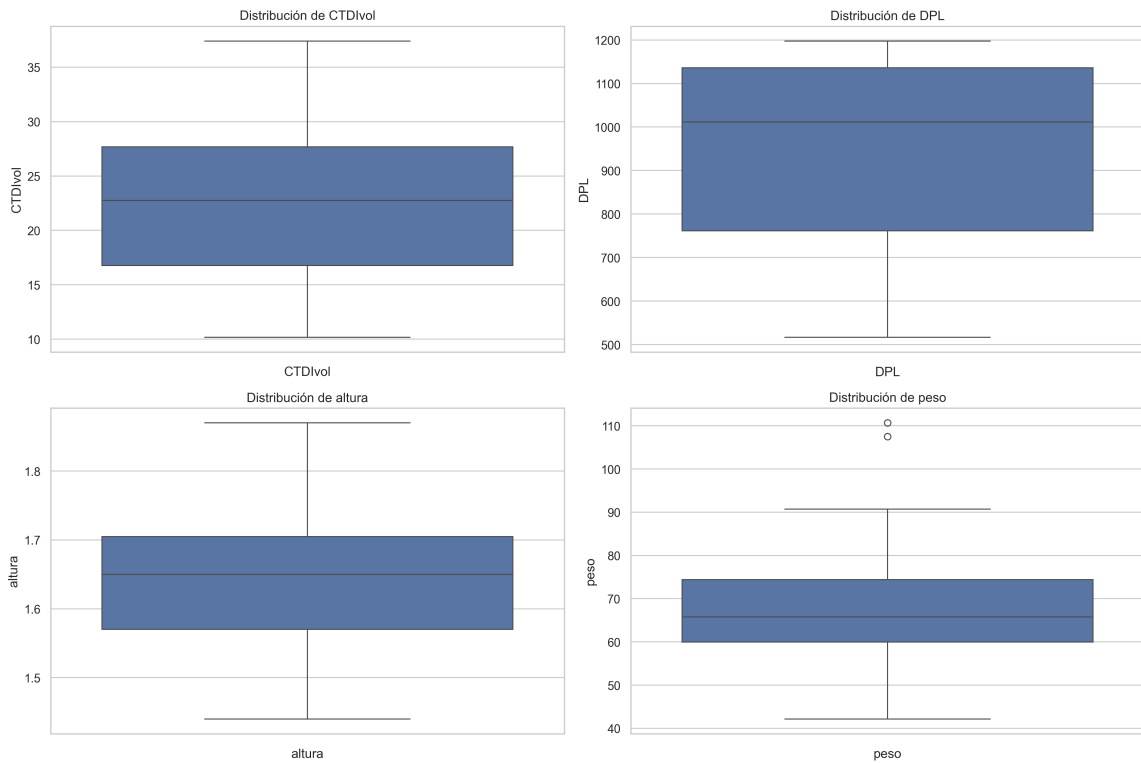 Distribución de CTDIvol
CTDIvol
35
30
25
20
15
10
CTDIvol
Distribución de DPL
DPL
1200
1100
1000
900
800
700
600
500
DPL
Distribución de altura
altura
1.8
1.7
1.6
1.5
altura
Distribución de peso
peso
110
100
90
80
70
60
50
40
peso